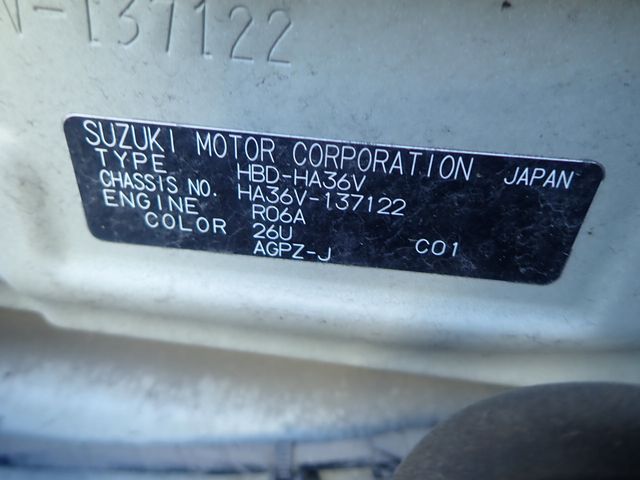 V-137122
SUZUKI MOTOR CORPORATION JAPAN
TYPE HBD-HA36V
CHASSIS NO. HA36V-137122
ENGINE R06A
COLOR 26U
AGPZ-J C01